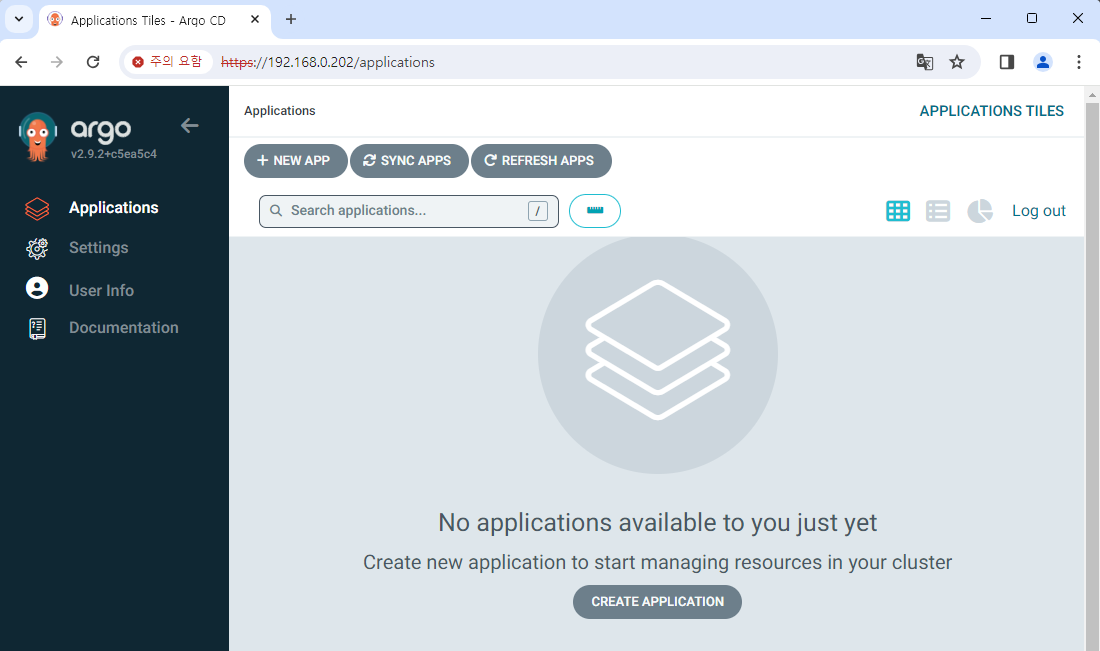 Applications Tiles - Argo CD
주의 요함 https://192.168.0.202/applications
argo
v2.9.2+c5ea5c4
Applications
Settings
User Info
Documentation
Applications
APPLICATIONS TILES
NEW APP
SYNC APPS
REFRESH APPS
Search applications...
/
Log out
No applications available to you just yet
Create new application to start managing resources in your cluster
CREATE APPLICATION